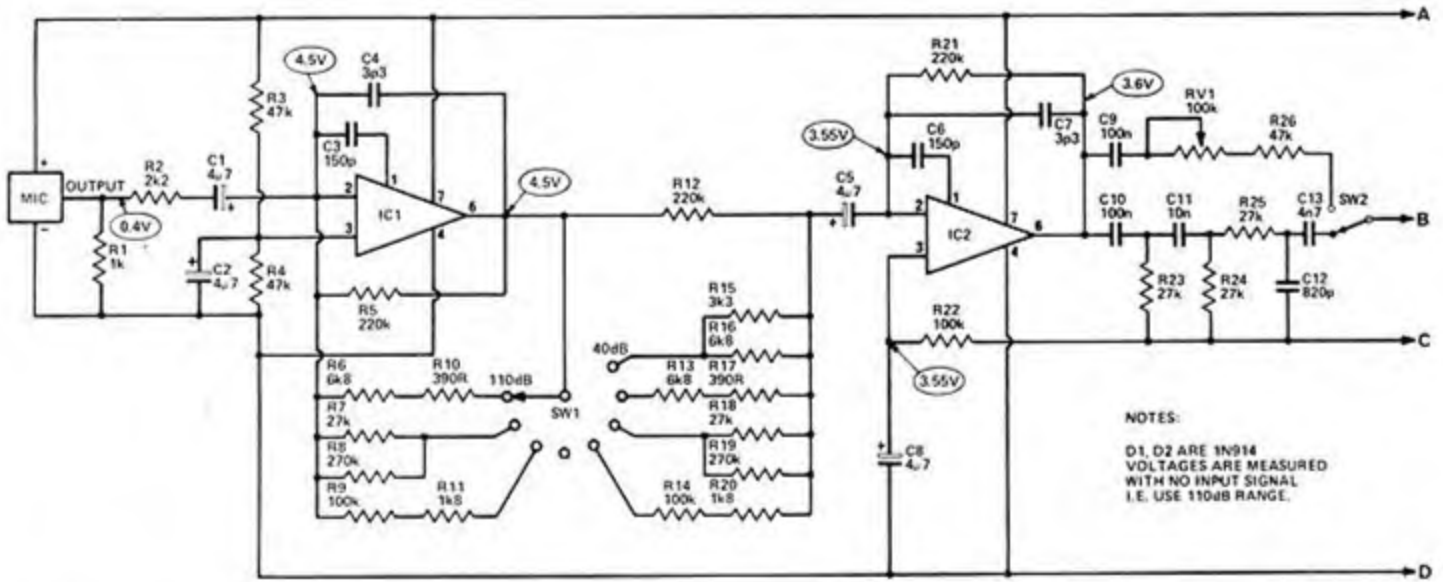 A
4.5V
C4
3p3
R21
220k
R3
47k
3.6V
RV1
100k
C9
100n
R26
47k
C3
150p
3.55V
C6
150p
C7
3p3
C1
4µ7
R2
2k2
OUTPUT
MIC
+
−
0.4V
R1
1k
C2
4µ7
+
+
R4
47k
1
2
3
IC1
7
4
6
4.5V
R12
220k
C5
4µ7
+
1
2
3
IC2
7
4
6
C10
100n
C11
10n
R25
27k
C13
4n7
SW2
B
R23
27k
R24
27k
C12
820p
R5
220k
R15
3k3
R16
6k8
R22
100k
C
3.55V
40dB
R6
6k8
R10
390R
110dB
SW1
R13
6k8
R17
390R
R7
27k
R18
27k
R8
270k
R19
270k
R9
100k
R11
1k8
R14
100k
R20
1k8
+
C8
4µ7
NOTES:
D1, D2 ARE 1N914
VOLTAGES ARE MEASURED
WITH NO INPUT SIGNAL
I.E. USE 110dB RANGE.
D